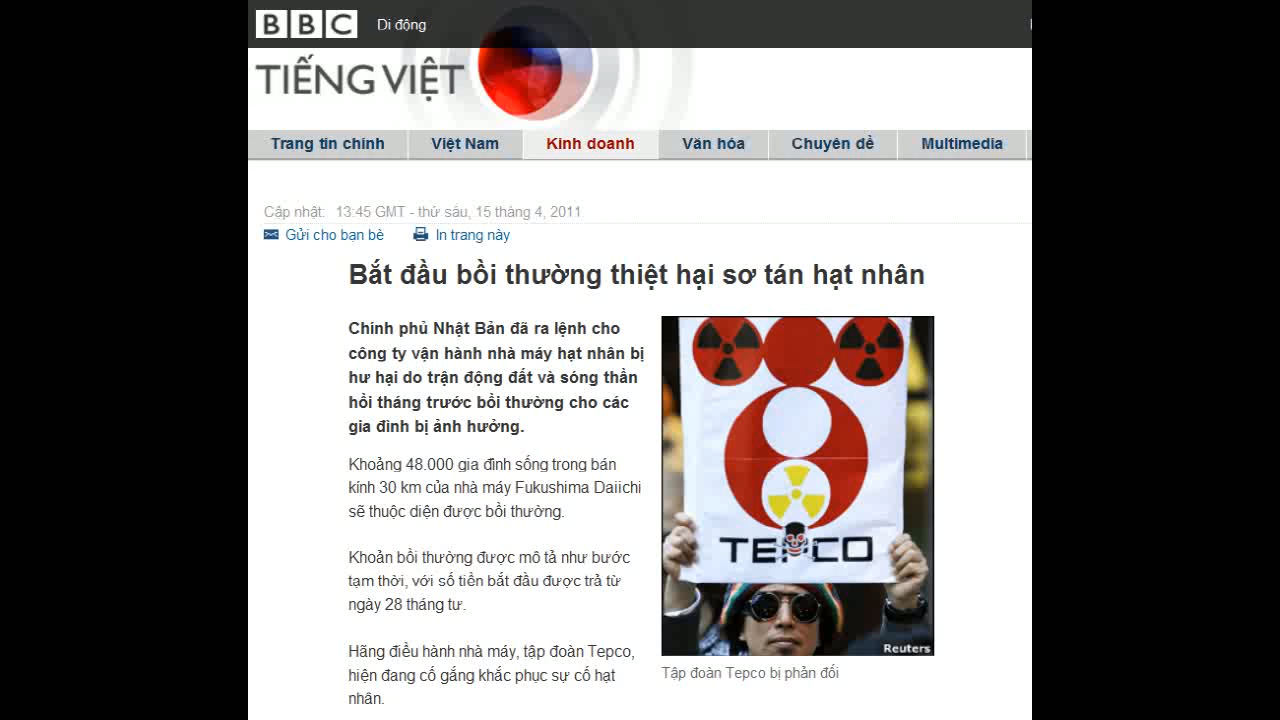 BBC Di động
TIẾNG VIỆT
Trang tin chính Việt Nam Kinh doanh Văn hóa Chuyên đề Multimedia
Cập nhật: 13:45 GMT - thứ sáu, 15 tháng 4, 2011
Gửi cho bạn bè In trang này
Bắt đầu bồi thường thiệt hại sơ tán hạt nhân
Chính phủ Nhật Bản đã ra lệnh cho
công ty vận hành nhà máy hạt nhân bị
hư hại do trận động đất và sóng thần
hồi tháng trước bồi thường cho các
gia đình bị ảnh hưởng.
Khoảng 48.000 gia đình sống trong bán
kính 30 km của nhà máy Fukushima Daiichi
sẽ thuộc diện được bồi thường.
Khoản bồi thường được mô tả như bước
tạm thời, với số tiền bắt đầu được trả từ
ngày 28 tháng tư.
Hãng điều hành nhà máy, tập đoàn Tepco,
hiện đang cố gắng khắc phục sự cố hạt
nhân.
TEPCO
Reuters
Tập đoàn Tepco bị phản đối